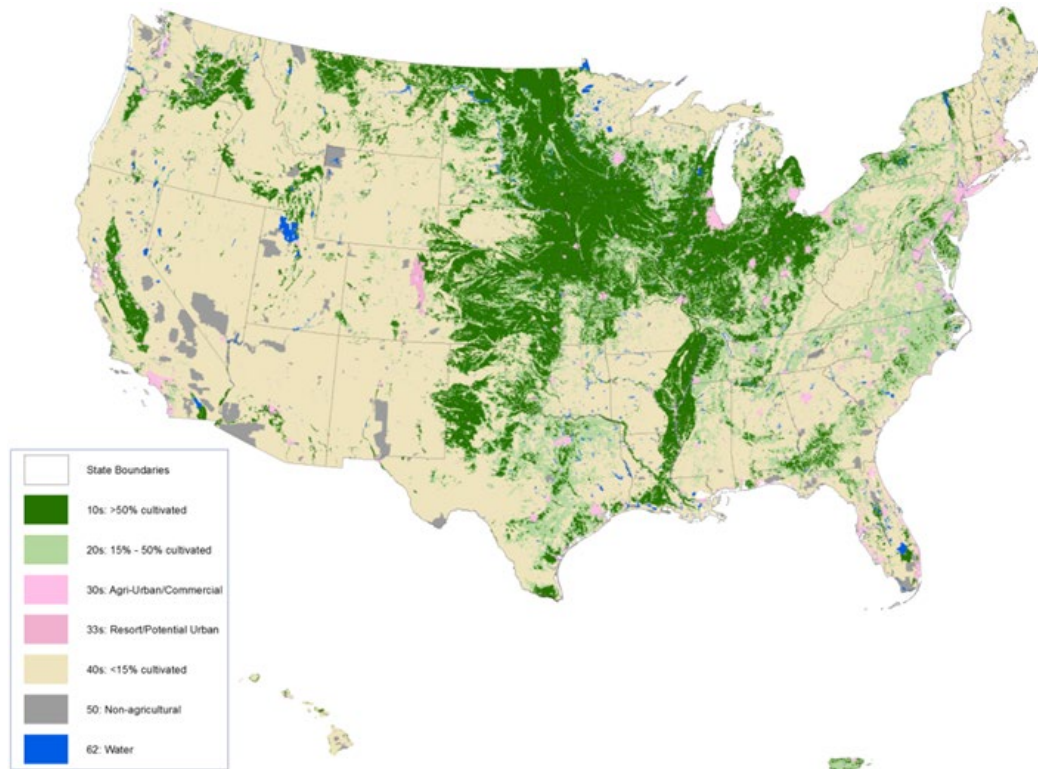 State Boundaries
10s: >50% cultivated
20s: 15% - 50% cultivated
30s: Agri-Urban/Commercial
33s: Resort/Potential Urban
40s: <15% cultivated
50: Non-agricultural
62: Water